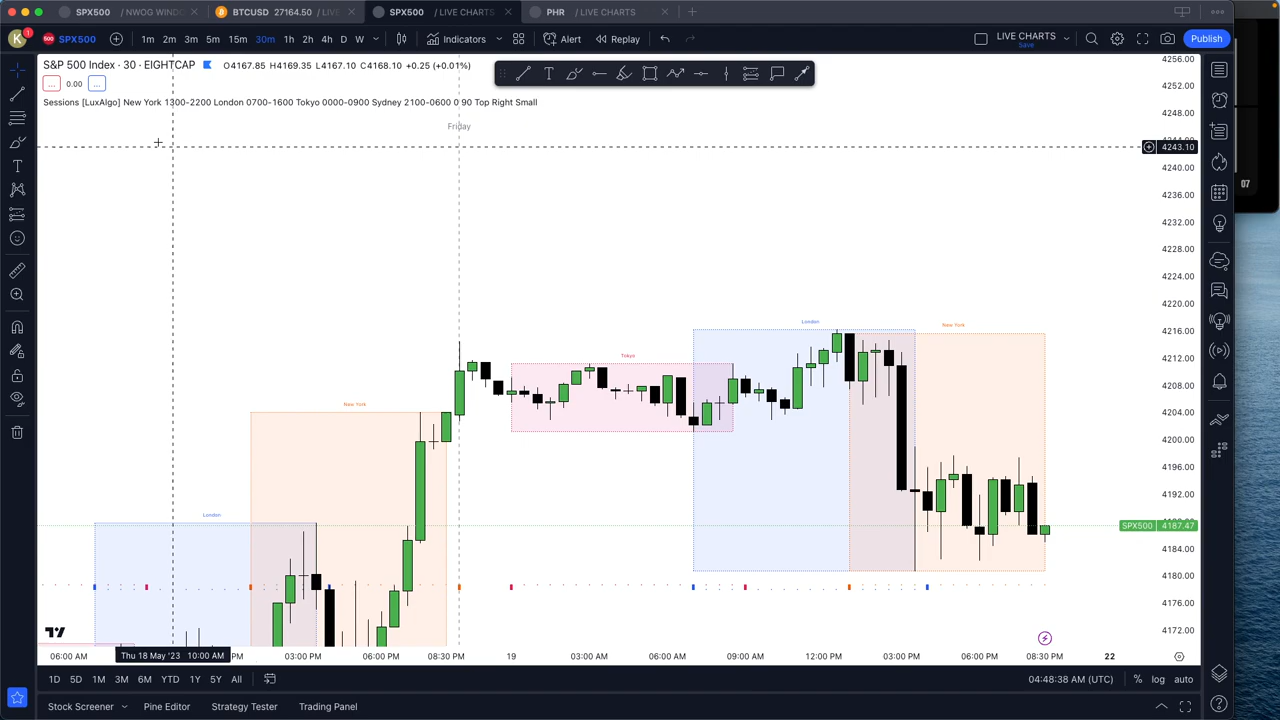 SPX500 / NWOG WIND
BTCUSD 27164.50 / LIVE
SPX500 / LIVE CHARTS
PHR / LIVE CHARTS
K 1
500 SPX500 1m 2m 3m 5m 15m 30m 1h 2h 4h D W Indicators Alert Replay
LIVE CHARTS
Save
Publish
S&P 500 Index · 30 · EIGHTCAP O4167.85 H4169.35 L4167.10 C4168.10 +0.25 (+0.01%)
... 0.00 ...
Sessions [LuxAlgo] New York 1300-2200 London 0700-1600 Tokyo 0000-0900 Sydney 2100-0600 0 90 Top Right Small
Friday
4256.00
4252.00
4248.00
4243.10
4240.00
4236.00
4232.00
4228.00
4224.00
4220.00
4216.00
4212.00
4208.00
4204.00
4200.00
4196.00
4192.00
SPX500 4187.47
4184.00
4180.00
4176.00
4172.00
London
New York
Tokyo
New York
London
07
06:00 AM Thu 18 May '23 10:00 AM PM 03:00 PM 06:00 PM 08:30 PM 19 03:00 AM 06:00 AM 09:00 AM 12:00 PM 03:00 PM 06:00 PM 08:30 PM 22
1D 5D 1M 3M 6M YTD 1Y 5Y All
04:48:38 AM (UTC) % log auto
Stock Screener Pine Editor Strategy Tester Trading Panel